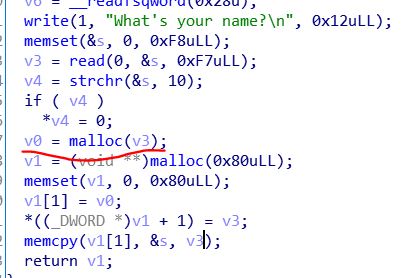 v6 = __readfsqword(0x28u);
write(1, "What's your name?\n", 0x12uLL);
memset(&s, 0, 0xF8uLL);
v3 = read(0, &s, 0xF7uLL);
v4 = strchr(&s, 10);
if ( v4 )
*v4 = 0;
v0 = malloc(v3);
v1 = (void **)malloc(0x80uLL);
memset(v1, 0, 0x80uLL);
v1[1] = v0;
*((_DWORD *)v1 + 1) = v3;
memcpy(v1[1], &s, v3);
return v1;